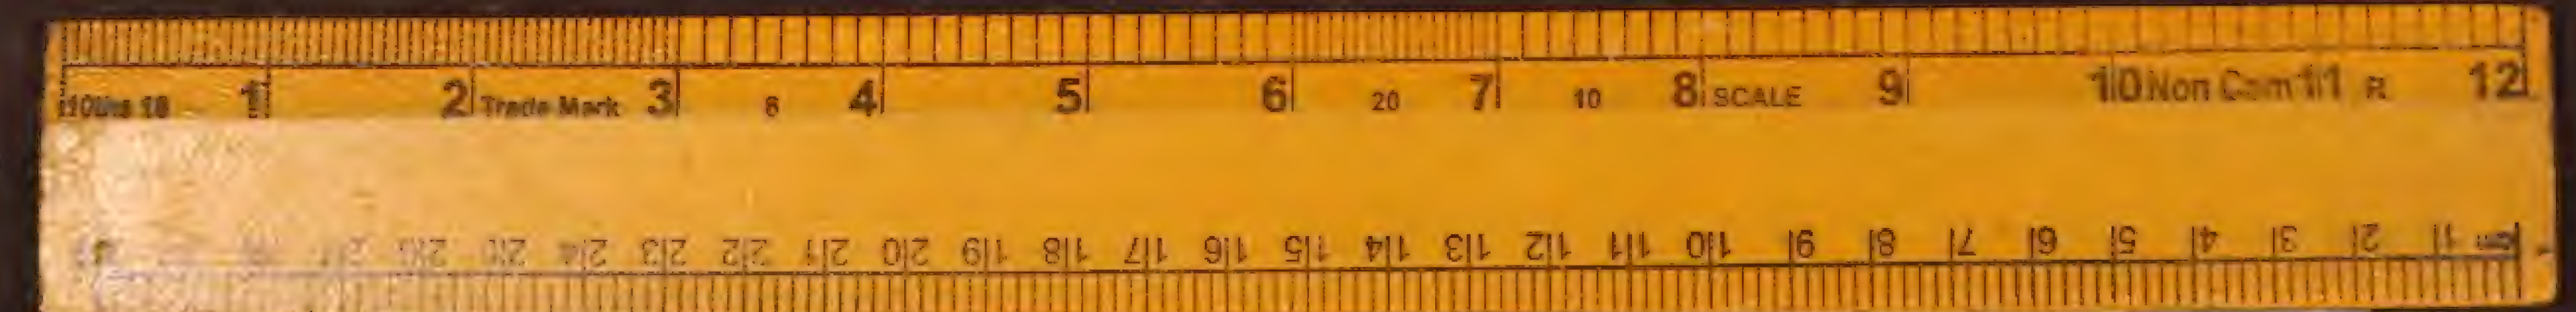 10ths 16 1 2 Trade Mark 3 8 4 5 6 20 7 10 8 SCALE 9 10 Non Com 11 R 12
cm 1 2 3 4 5 6 7 8 9 10 11 12 13 14 15 16 17 18 19 20 21 22 23 24 25 26 27